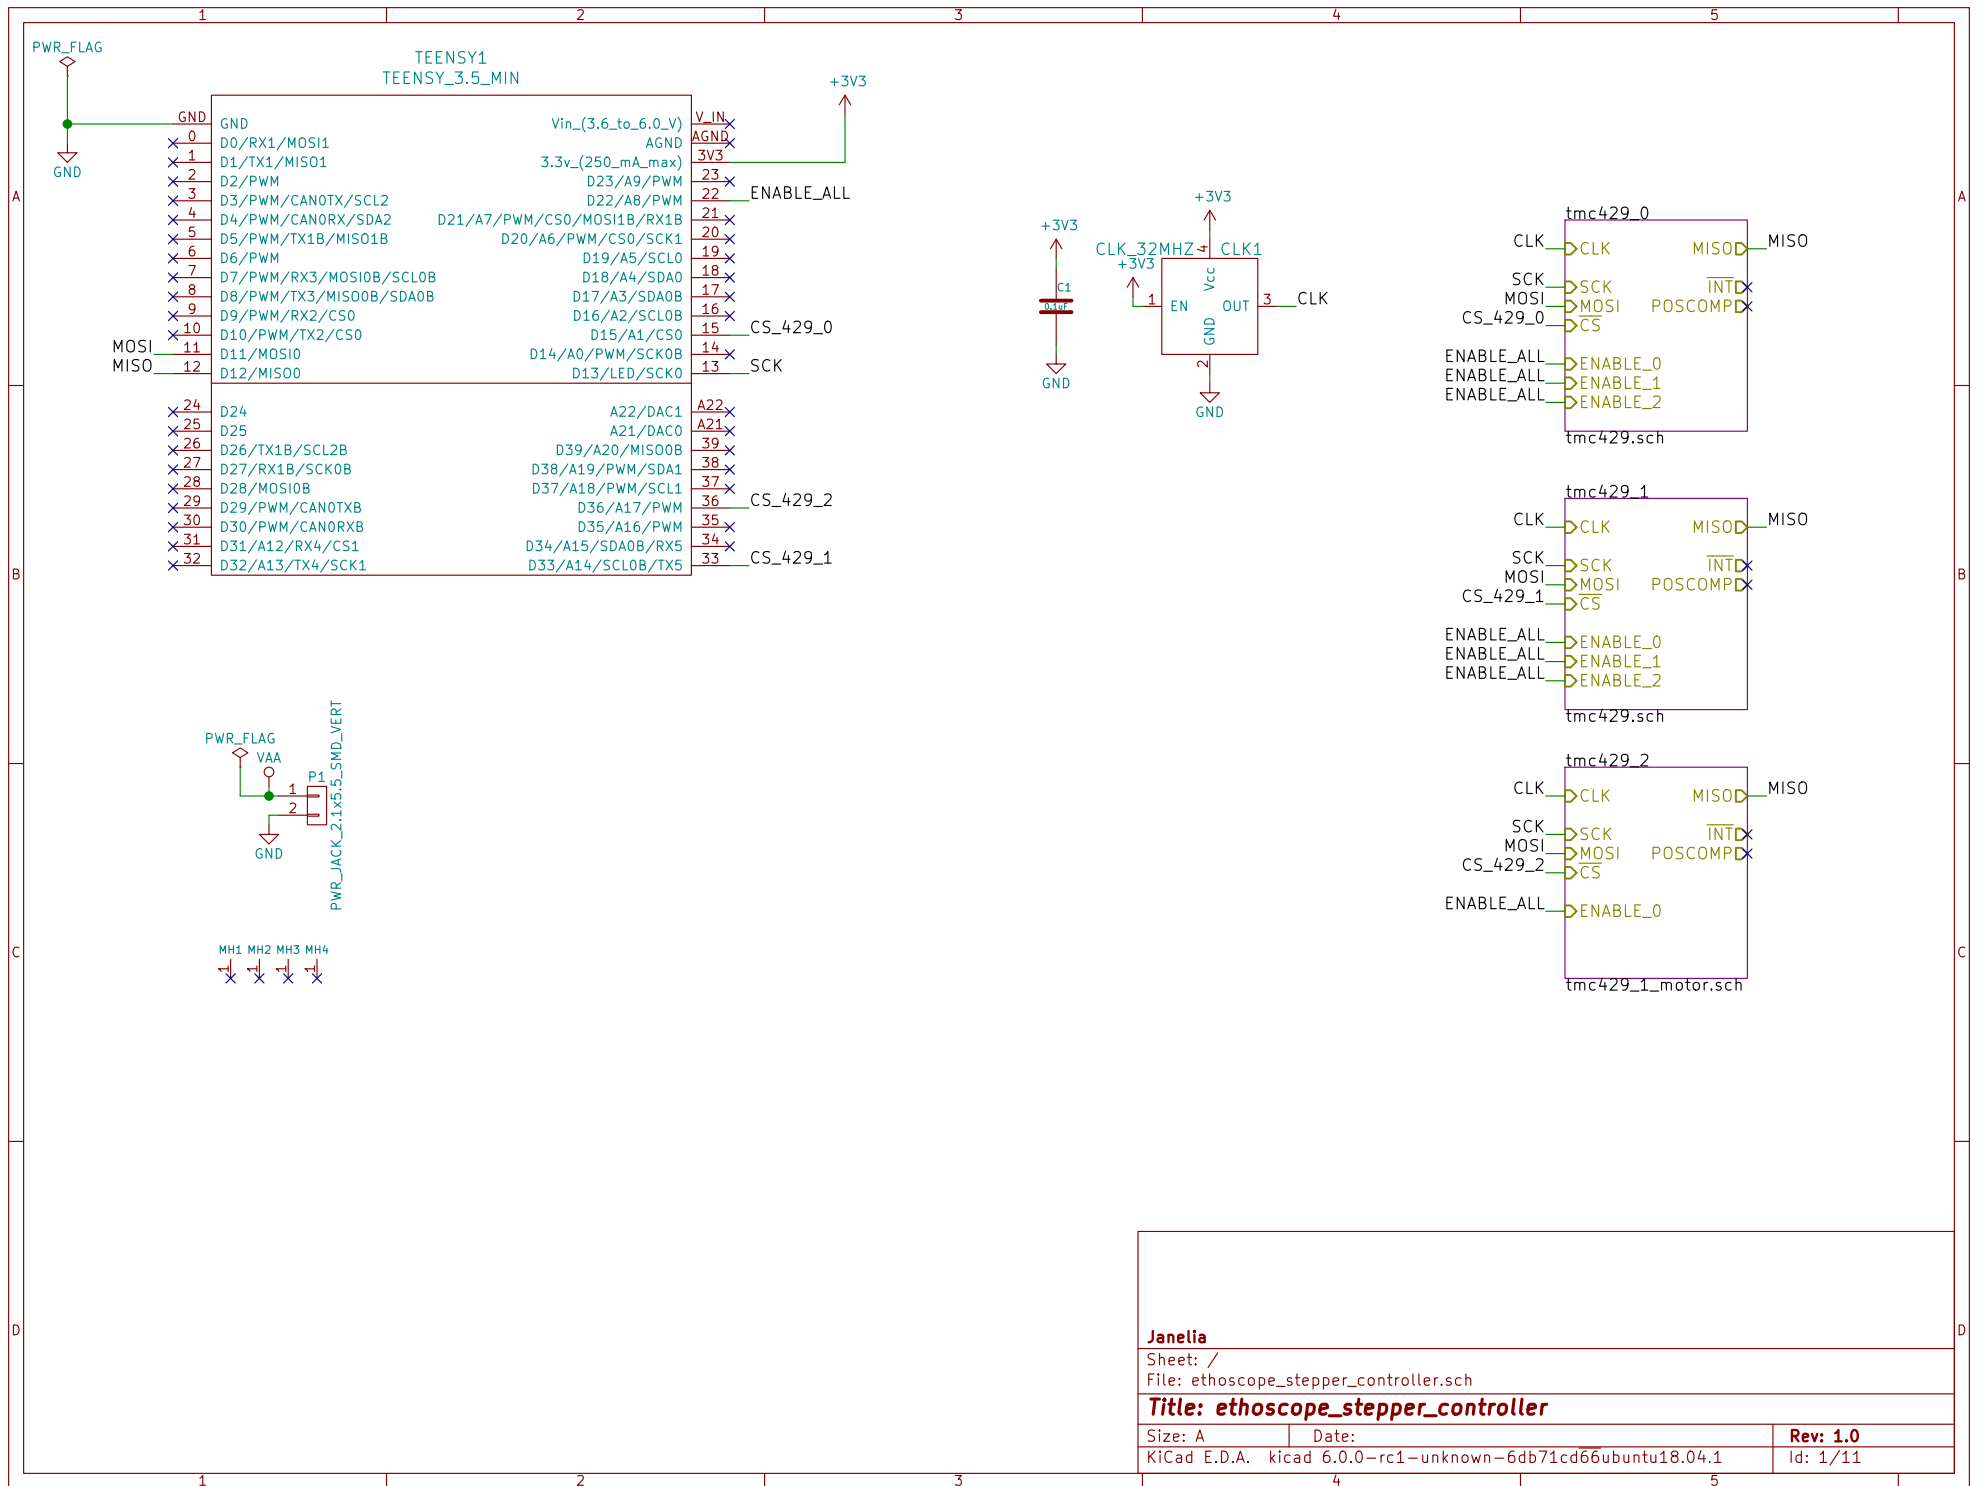 1 2 3 4 5
A
B
C
D
PWR_FLAG
GND
TEENSY1
TEENSY_3.5_MIN
GND GND
0 D0/RX1/MOSI1
1 D1/TX1/MISO1
2 D2/PWM
3 D3/PWM/CAN0TX/SCL2
4 D4/PWM/CAN0RX/SDA2
5 D5/PWM/TX1B/MISO1B
6 D6/PWM
7 D7/PWM/RX3/MOSI0B/SCL0B
8 D8/PWM/TX3/MISO0B/SDA0B
9 D9/PWM/RX2/CS0
10 D10/PWM/TX2/CS0
MOSI 11 D11/MOSI0
MISO 12 D12/MISO0
24 D24
25 D25
26 D26/TX1B/SCL2B
27 D27/RX1B/SCK0B
28 D28/MOSI0B
29 D29/PWM/CAN0TXB
30 D30/PWM/CAN0RXB
31 D31/A12/RX4/CS1
32 D32/A13/TX4/SCK1
+3V3
Vin_(3.6_to_6.0_V) V_IN
AGND AGND
3.3v_(250_mA_max) 3V3
D23/A9/PWM 23
D22/A8/PWM 22 ENABLE_ALL
D21/A7/PWM/CS0/MOSI1B/RX1B 21
D20/A6/PWM/CS0/SCK1 20
D19/A5/SCL0 19
D18/A4/SDA0 18
D17/A3/SDA0B 17
D16/A2/SCL0B 16
D15/A1/CS0 15 CS_429_0
D14/A0/PWM/SCK0B 14
D13/LED/SCK0 13 SCK
A22/DAC1 A22
A21/DAC0 A21
D39/A20/MISO0B 39
D38/A19/PWM/SDA1 38
D37/A18/PWM/SCL1 37
D36/A17/PWM 36 CS_429_2
D35/A16/PWM 35
D34/A15/SDA0B/RX5 34
D33/A14/SCL0B/TX5 33 CS_429_1
+3V3
C1
0.1uF
GND
+3V3
CLK_32MHZ CLK1
+3V3
4 Vcc
1 EN OUT 3 CLK
GND 2
GND
tmc429_0
CLK CLK MISO MISO
SCK SCK INT
MOSI MOSI POSCOMP
CS_429_0 CS
ENABLE_ALL ENABLE_0
ENABLE_ALL ENABLE_1
ENABLE_ALL ENABLE_2
tmc429.sch
tmc429_1
CLK CLK MISO MISO
SCK SCK INT
MOSI MOSI POSCOMP
CS_429_1 CS
ENABLE_ALL ENABLE_0
ENABLE_ALL ENABLE_1
ENABLE_ALL ENABLE_2
tmc429.sch
tmc429_2
CLK CLK MISO MISO
SCK SCK INT
MOSI MOSI POSCOMP
CS_429_2 CS
ENABLE_ALL ENABLE_0
tmc429_1_motor.sch
PWR_FLAG
VAA
P1
1
2
GND
PWR_JACK_2.1x5.5_SMD_VERT
MH1 MH2 MH3 MH4
1 1 1 1
Janelia
Sheet: /
File: ethoscope_stepper_controller.sch
Title: ethoscope_stepper_controller
Size: A Date: Rev: 1.0
KiCad E.D.A. kicad 6.0.0-rc1-unknown-6db71cd66ubuntu18.04.1 Id: 1/11
A
B
C
D
1 2 3 4 5